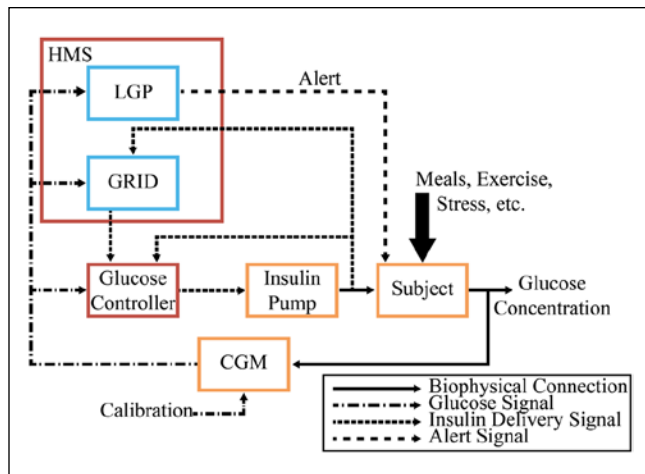 HMS
LGP
Alert
GRID
Meals, Exercise,
Stress, etc.
Glucose
Controller
Insulin
Pump
Subject
Glucose
Concentration
CGM
Calibration
Biophysical Connection
Glucose Signal
Insulin Delivery Signal
Alert Signal